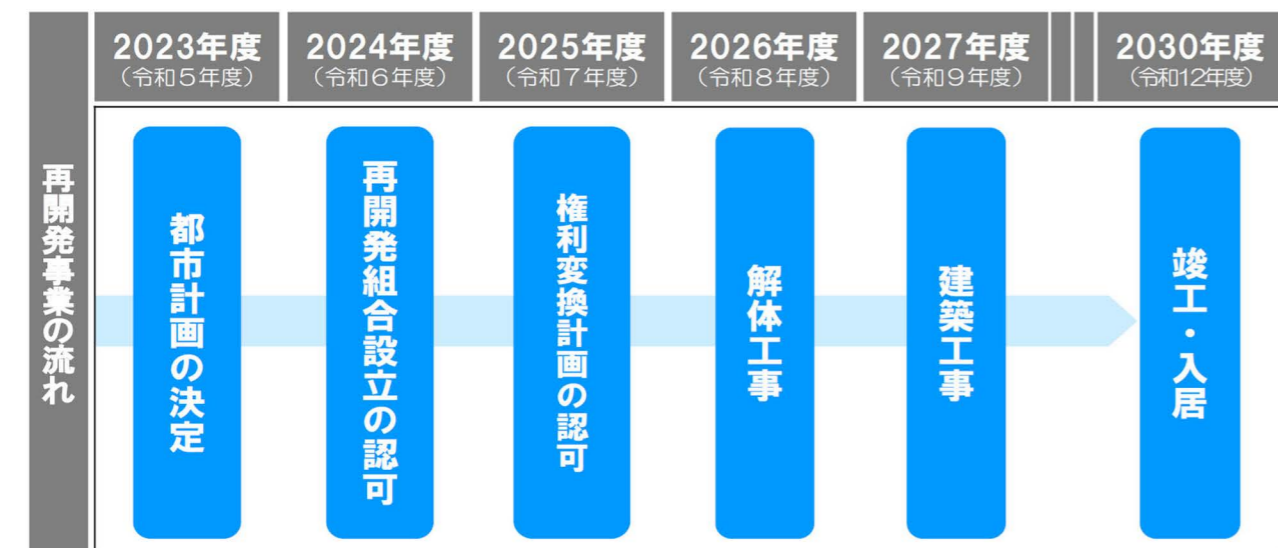 再開発事業の流れ
2023年度
（令和５年度）
2024年度
（令和６年度）
2025年度
（令和７年度）
2026年度
（令和８年度）
2027年度
（令和９年度）
2030年度
（令和12年度）
都市計画の決定
再開発組合設立の認可
権利変換計画の認可
解体工事
建築工事
竣工・入居